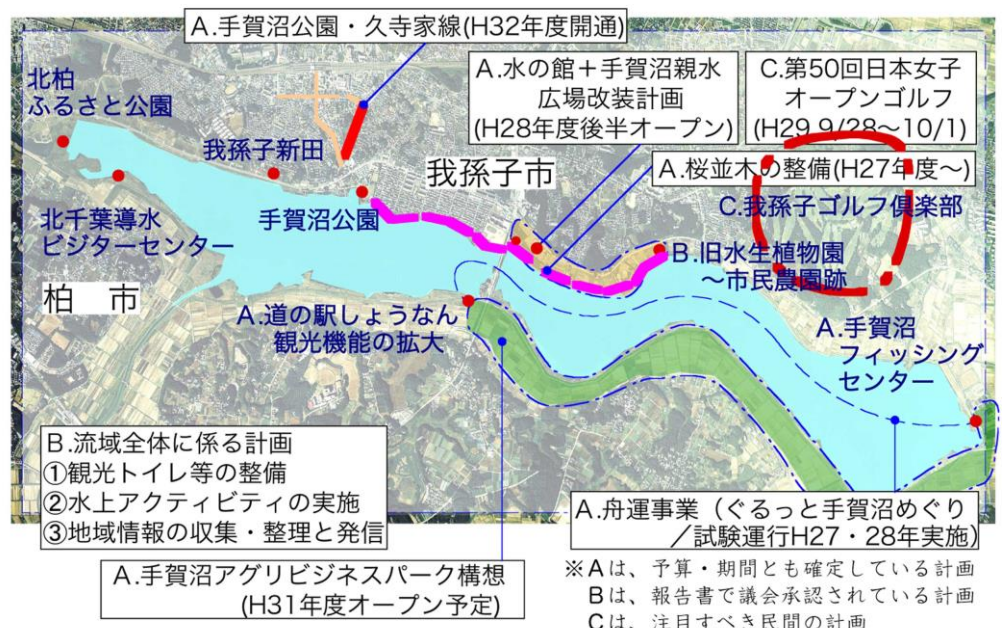 A.手賀沼公園・久寺家線(H32年度開通)
北柏
ふるさと公園
A.水の館＋手賀沼親水
広場改装計画
(H28年度後半オープン)
C.第50回日本女子
オープンゴルフ
(H29.9/28～10/1)
我孫子新田
我孫子市
A.桜並木の整備(H27年度～)
手賀沼公園
C.我孫子ゴルフ倶楽部
北千葉導水
ビジターセンター
B.旧水生植物園
～市民農園跡
柏　市
A.道の駅しょうなん
観光機能の拡大
A.手賀沼
フィッシング
センター
B.流域全体に係る計画
①観光トイレ等の整備
②水上アクティビティの実施
③地域情報の収集・整理と発信
A.舟運事業（ぐるっと手賀沼めぐり
／試験運行H27・28年実施)
A.手賀沼アグリビジネスパーク構想
(H31年度オープン予定)
※Aは、予算・期間とも確定している計画
Bは、報告書で議会承認されている計画
Cは、注目すべき民間の計画